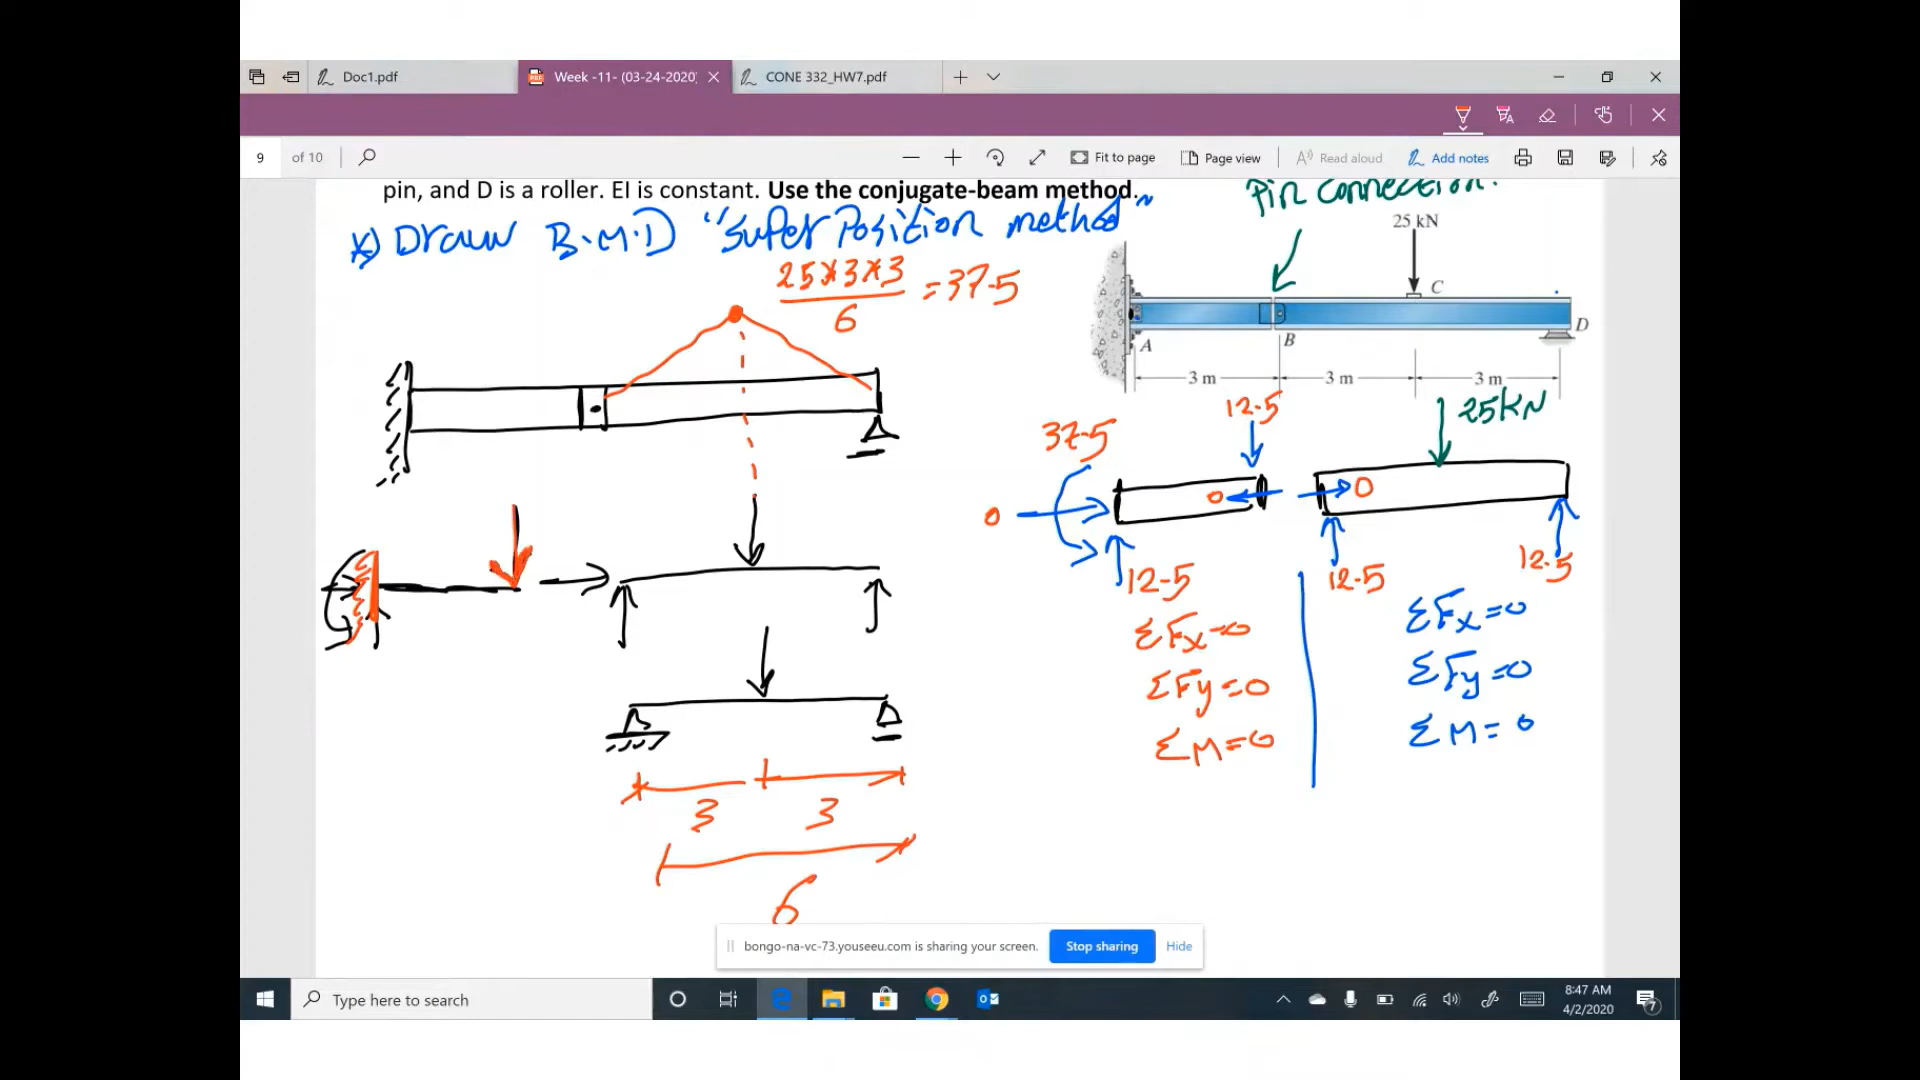 Doc1.pdf
Week -11- (03-24-2020)
CONE 332_HW7.pdf
9 of 10
Fit to page
Page view
Read aloud
Add notes
pin, and D is a roller. EI is constant. Use the conjugate-beam method.
Pin Connection.
*) Draw B.M.D "Super Position method"
25*3*3
6
=37.5
25 kN
C
A
B
D
3 m
3 m
3 m
37.5
12.5
25KN
0
0
0
12.5
12.5
12.5
ΣFx=0
ΣFy=0
ΣM=0
ΣFx=0
ΣFy=0
ΣM=0
3
3
6
bongo-na-vc-73.youseeu.com is sharing your screen.
Stop sharing
Hide
Type here to search
8:47 AM
4/2/2020
7